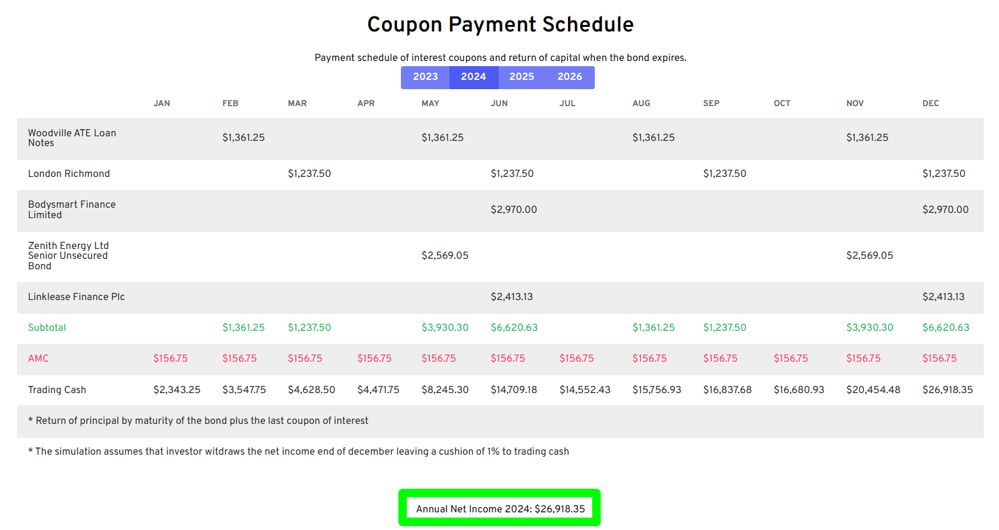 Coupon Payment Schedule
Payment schedule of interest coupons and return of capital when the bond expires.
2023 2024 2025 2026
JAN FEB MAR APR MAY JUN JUL AUG SEP OCT NOV DEC
Woodville ATE Loan
Notes
$1,361.25 $1,361.25 $1,361.25 $1,361.25
London Richmond $1,237.50 $1,237.50 $1,237.50 $1,237.50
Bodysmart Finance
Limited
$2,970.00 $2,970.00
Zenith Energy Ltd
Senior Unsecured
Bond
$2,569.05 $2,569.05
Linklease Finance Plc $2,413.13 $2,413.13
Subtotal $1,361.25 $1,237.50 $3,930.30 $6,620.63 $1,361.25 $1,237.50 $3,930.30 $6,620.63
AMC $156.75 $156.75 $156.75 $156.75 $156.75 $156.75 $156.75 $156.75 $156.75 $156.75 $156.75 $156.75
Trading Cash $2,343.25 $3,547.75 $4,628.50 $4,471.75 $8,245.30 $14,709.18 $14,552.43 $15,756.93 $16,837.68 $16,680.93 $20,454.48 $26,918.35
* Return of principal by maturity of the bond plus the last coupon of interest
* The simulation assumes that investor witdraws the net income end of december leaving a cushion of 1% to trading cash
Annual Net Income 2024: $26,918.35